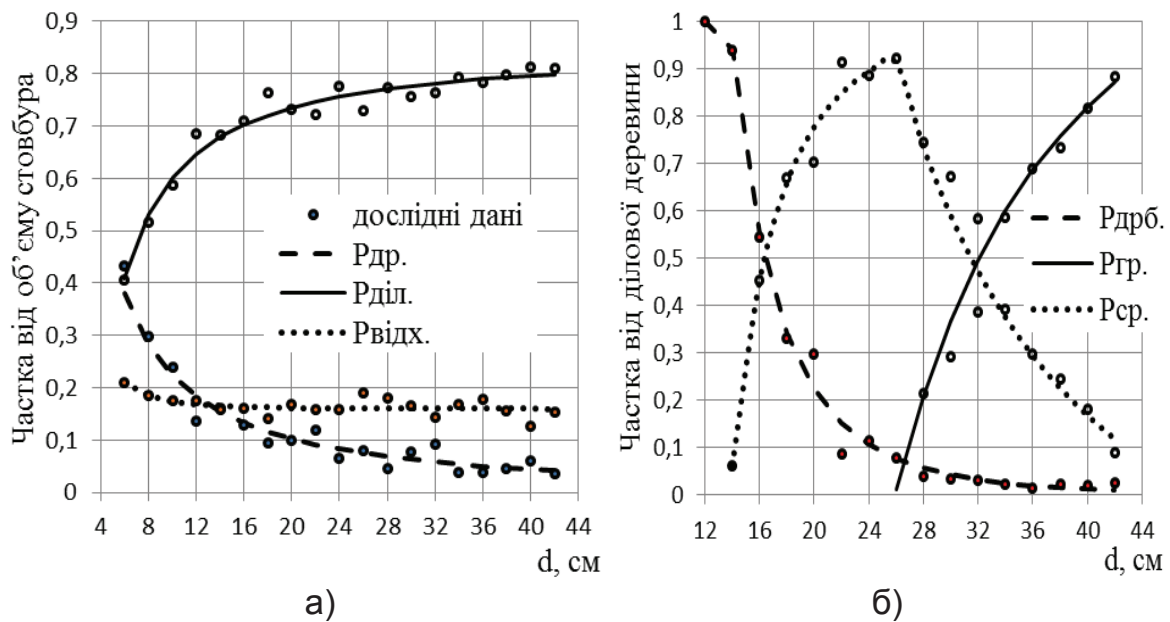 Частка від об’єму стовбура
0,9
0,8
0,7
0,6
0,5
0,4
0,3
0,2
0,1
0
дослідні дані
Рдр.
Рділ.
Рвідх.
4 8 12 16 20 24 28 32 36 40 44
d, см
а)
Частка від ділової деревини
1
0,9
0,8
0,7
0,6
0,5
0,4
0,3
0,2
0,1
0
Рдрб.
Ргр.
Рср.
12 16 20 24 28 32 36 40 44
d, см
б)